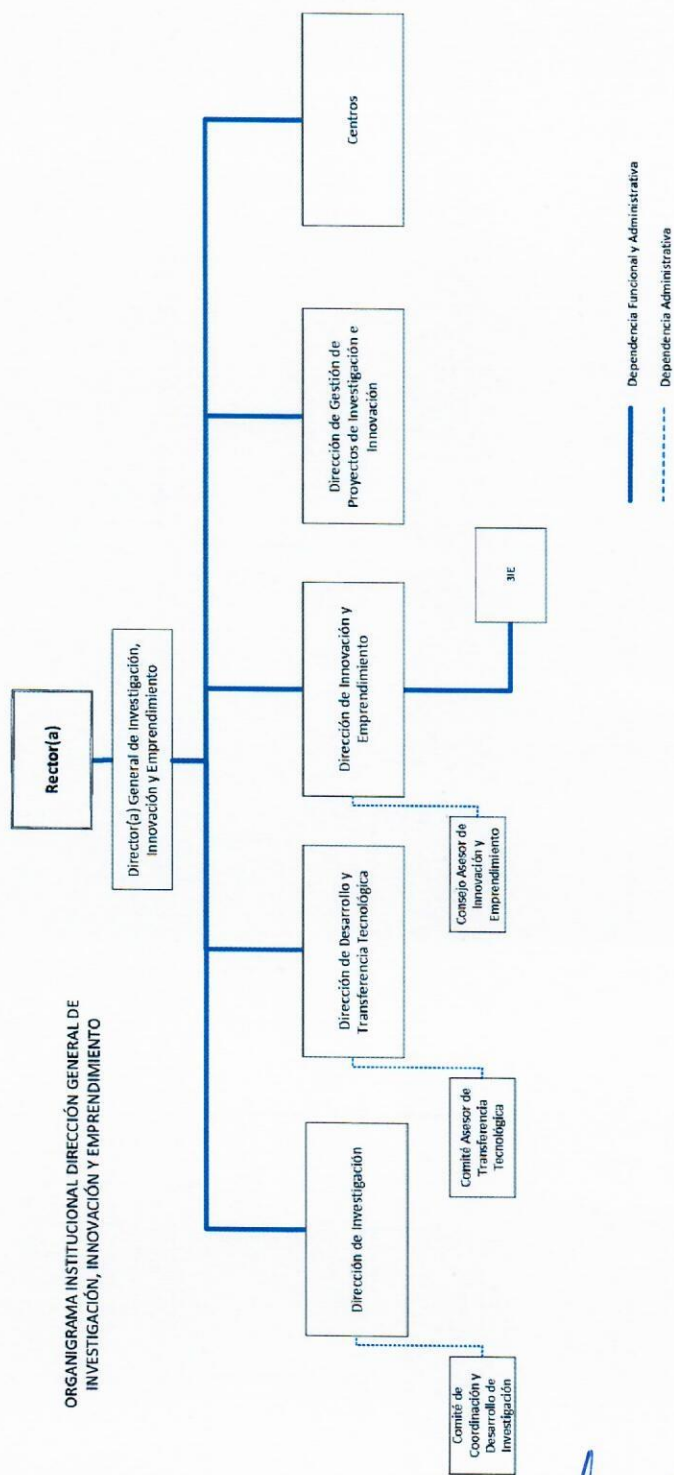 ORGANIGRAMA INSTITUCIONAL DIRECCIÓN GENERAL DE
INVESTIGACIÓN, INNOVACIÓN Y EMPRENDIMIENTO
Rector(a)
Director(a) General de Investigación,
Innovación y Emprendimiento
Dirección de Investigación
Dirección de Desarrollo y
Transferencia Tecnológica
Dirección de Innovación y
Emprendimiento
Dirección de Gestión de
Proyectos de Investigación e
Innovación
Centros
Comité de
Coordinación y
Desarrollo de
Investigación
Comité Asesor de
Transferencia
Tecnológica
Consejo Asesor de
Innovación y
Emprendimiento
3IE
Dependencia Funcional y Administrativa
Dependencia Administrativa